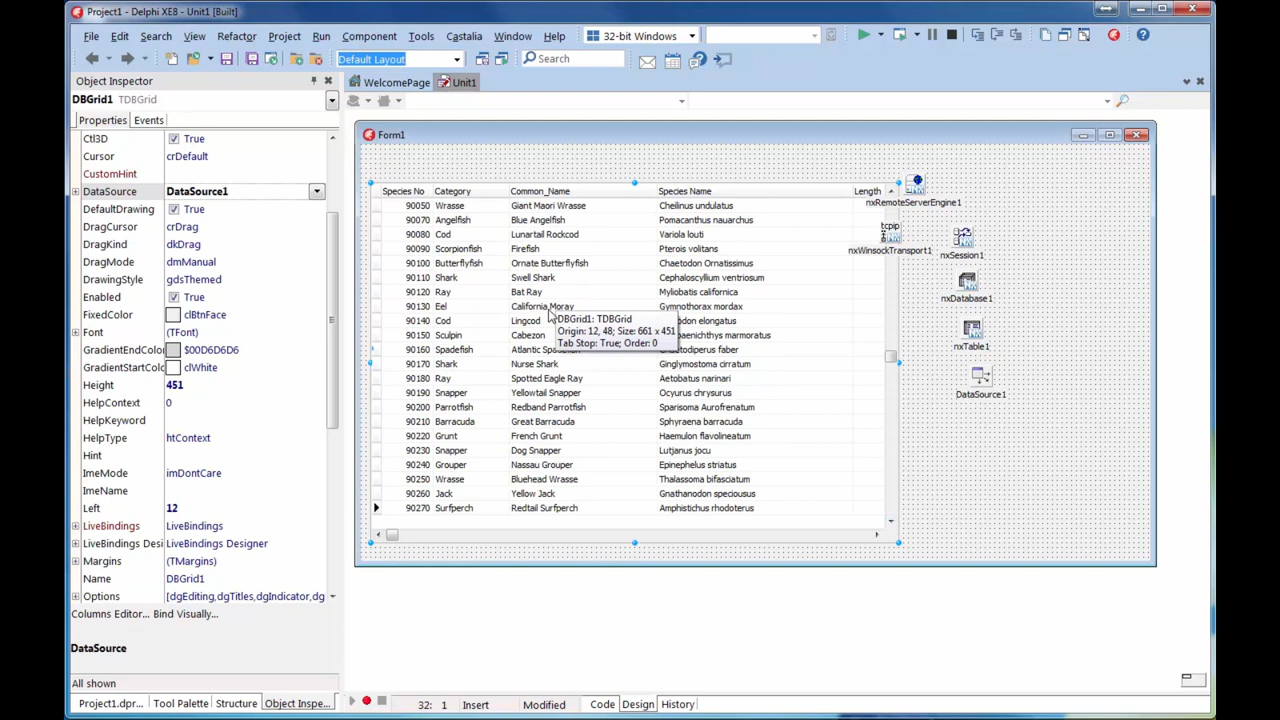 Project1 - Delphi XE8 - Unit1 [Built]
File Edit Search View Refactor Project Run Component Tools Castalia Window Help
32-bit Windows
Default Layout
Search
Object Inspector
WelcomePage Unit1
DBGrid1 TDBGrid
Properties Events
Ctl3D True
Cursor crDefault
CustomHint
DataSource DataSource1
DefaultDrawing True
DragCursor crDrag
DragKind dkDrag
DragMode dmManual
DrawingStyle gdsThemed
Enabled True
FixedColor clBtnFace
Font (TFont)
GradientEndColo $00D6D6D6
GradientStartColo clWhite
Height 451
HelpContext 0
HelpKeyword
HelpType htContext
Hint
ImeMode imDontCare
ImeName
Left 12
LiveBindings LiveBindings
LiveBindings Desi LiveBindings Designer
Margins (TMargins)
Name DBGrid1
Options [dgEditing,dgTitles,dgIndicator,dg
Columns Editor... Bind Visually...
DataSource
All shown
Project1.dpr... Tool Palette Structure Object Inspe...
Form1
Species No Category Common_Name Species Name Length
90050 Wrasse Giant Maori Wrasse Cheilinus undulatus
90070 Angelfish Blue Angelfish Pomacanthus nauarchus
90080 Cod Lunartail Rockcod Variola louti
90090 Scorpionfish Firefish Pterois volitans
90100 Butterflyfish Ornate Butterflyfish Chaetodon Ornatissimus
90110 Shark Swell Shark Cephaloscyllium ventriosum
90120 Ray Bat Ray Myliobatis californica
90130 Eel California Moray Gymnothorax mordax
90140 Cod Lingcod odon elongatus
90150 Sculpin Cabezon paenichthys marmoratus
90160 Spadefish Atlantic haetodiperus faber
90170 Shark Nurse Shark Ginglymostoma cirratum
90180 Ray Spotted Eagle Ray Aetobatus narinari
90190 Snapper Yellowtail Snapper Ocyurus chrysurus
90200 Parrotfish Redband Parrotfish Sparisoma Aurofrenatum
90210 Barracuda Great Barracuda Sphyraena barracuda
90220 Grunt French Grunt Haemulon flavolineatum
90230 Snapper Dog Snapper Lutjanus jocu
90240 Grouper Nassau Grouper Epinephelus striatus
90250 Wrasse Bluehead Wrasse Thalassoma bifasciatum
90260 Jack Yellow Jack Gnathanodon speciousus
90270 Surfperch Redtail Surfperch Amphistichus rhodoterus
DBGrid1: TDBGrid
Origin: 12, 48; Size: 661 x 451
Tab Stop: True; Order: 0
nxRemoteServerEngine1
tcpip
nxWinsockTransport1
nxSession1
nxDatabase1
nxTable1
DataSource1
32: 1 Insert Modified Code Design History